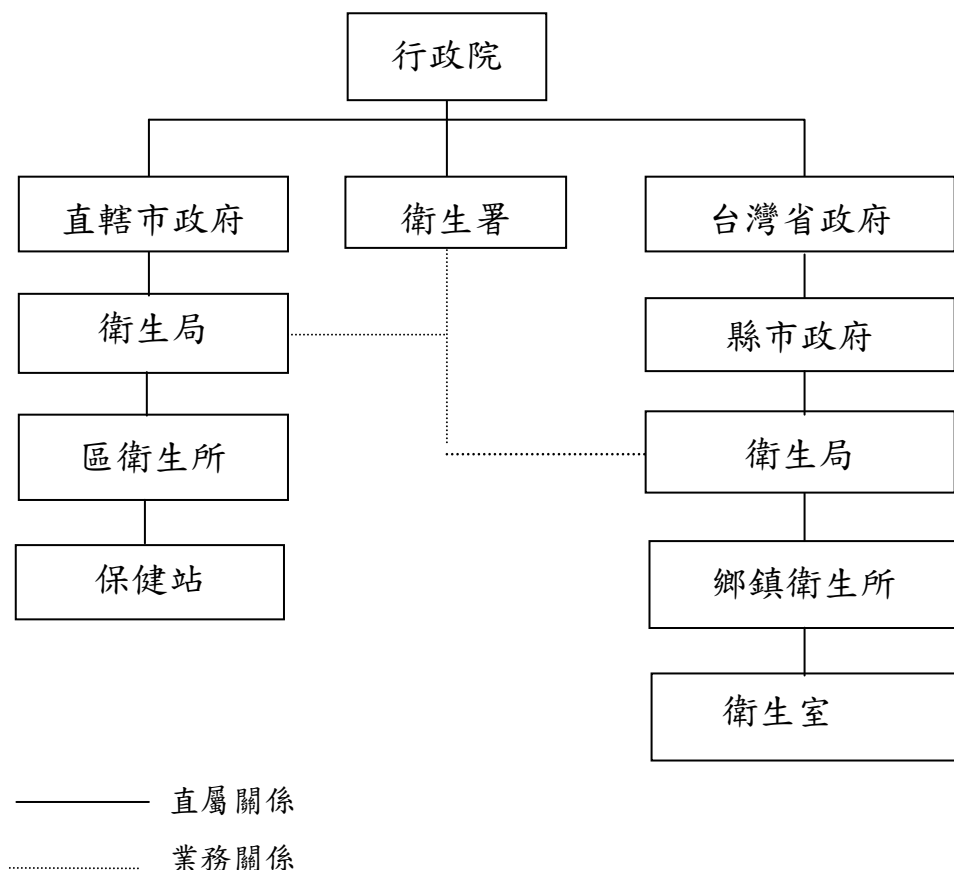 行政院
直轄市政府
衛生署
台灣省政府
衛生局
縣市政府
區衛生所
衛生局
保健站
鄉鎮衛生所
衛生室
直屬關係
業務關係